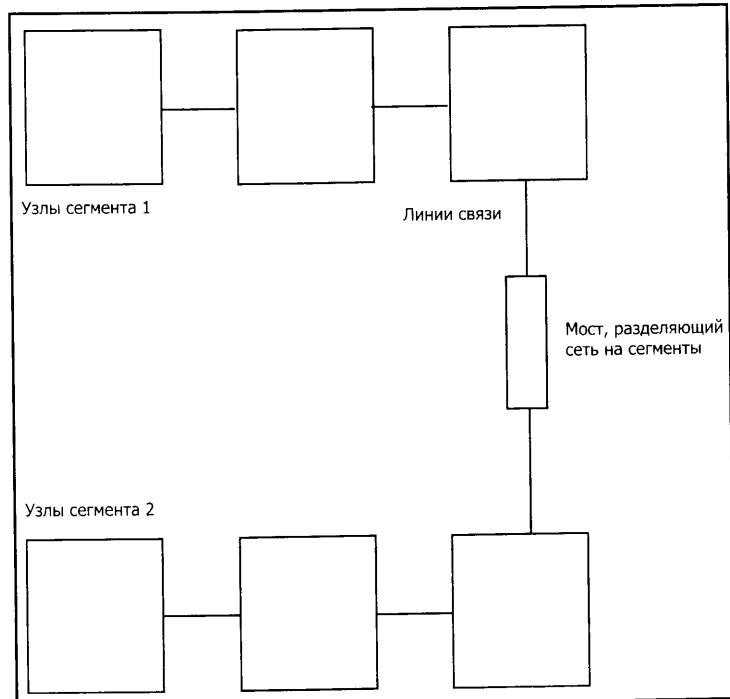 Узлы сегмента 1
Линии связи
Мост, разделяющий
сеть на сегменты
Узлы сегмента 2